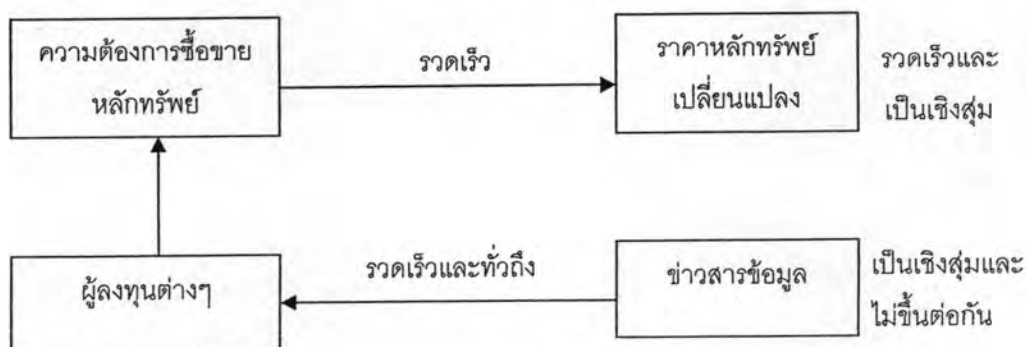 ความต้องการซื้อขาย
หลักทรัพย์
รวดเร็ว
ราคาหลักทรัพย์
เปลี่ยนแปลง
รวดเร็วและ
เป็นเชิงสุ่ม
ผู้ลงทุนต่างๆ
รวดเร็วและทั่วถึง
ข่าวสารข้อมูล
เป็นเชิงสุ่มและ
ไม่ขึ้นต่อกัน